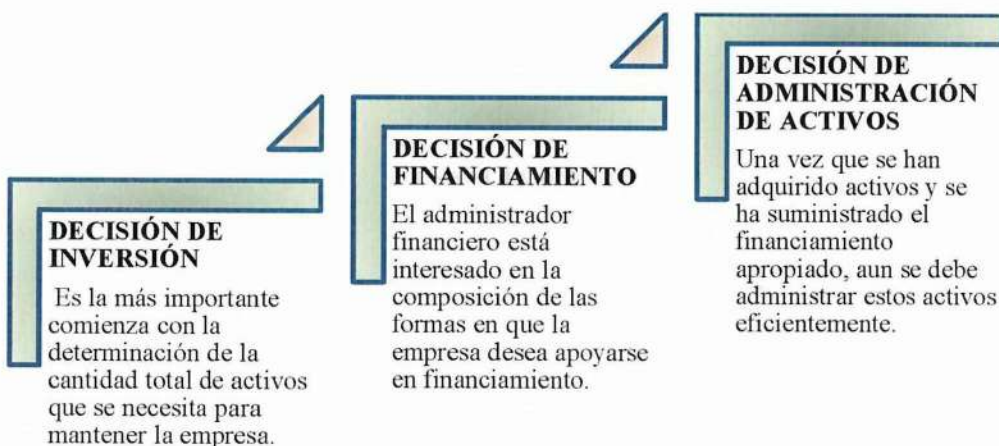 DECISIÓN DE
INVERSIÓN
Es la más importante
comienza con la
determinación de la
cantidad total de activos
que se necesita para
mantener la empresa.
DECISIÓN DE
FINANCIAMIENTO
El administrador
financiero está
interesado en la
composición de las
formas en que la
empresa desea apoyarse
en financiamiento.
DECISIÓN DE
ADMINISTRACIÓN
DE ACTIVOS
Una vez que se han
adquirido activos y se
ha suministrado el
financiamiento
apropiado, aun se debe
administrar estos activos
eficientemente.